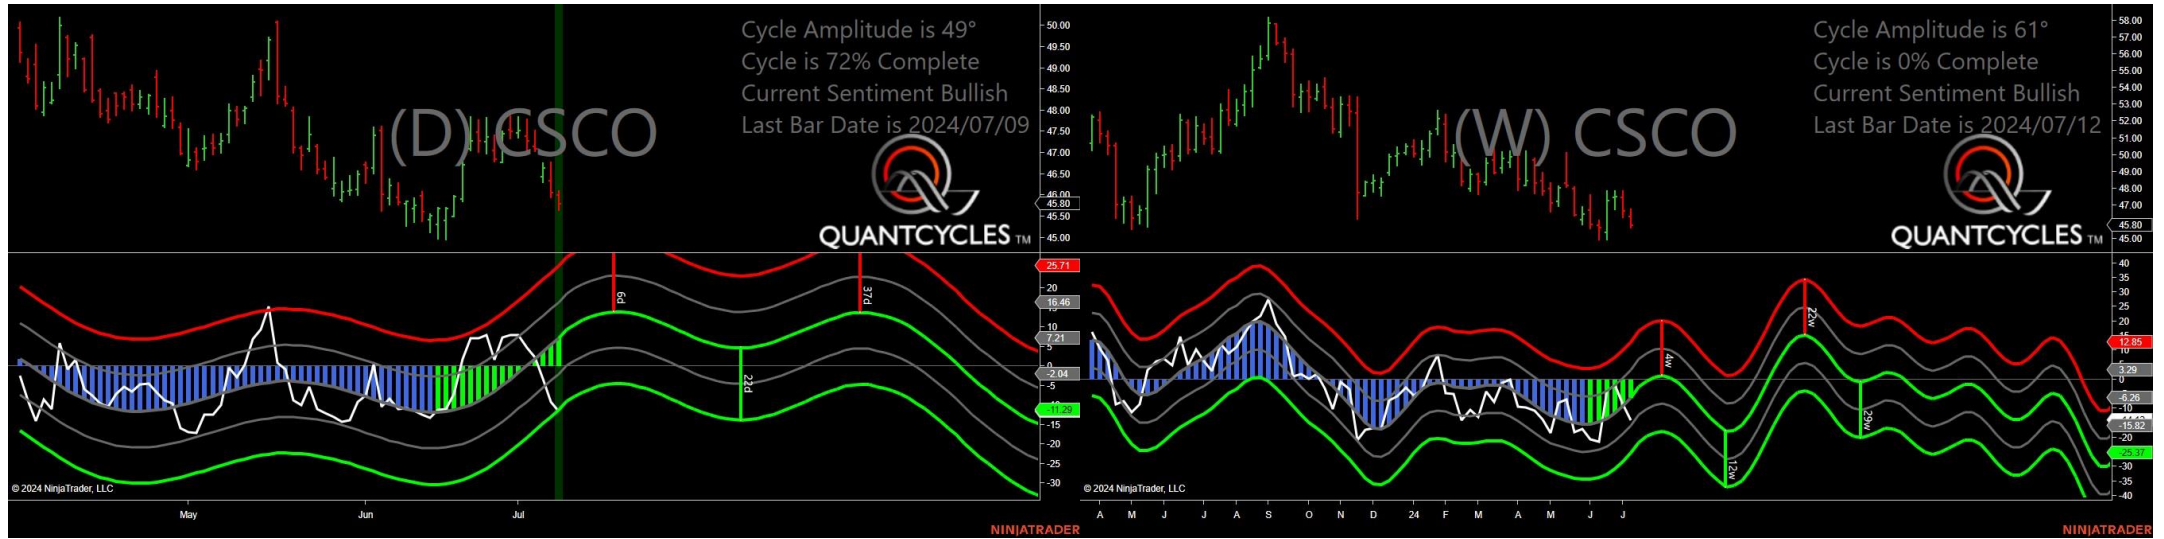 Cycle Amplitude is 49°
Cycle is 72% Complete
Current Sentiment Bullish
Last Bar Date is 2024/07/09
(D) CSCO
QUANTCYCLES TM
50.00
49.50
49.00
48.50
48.00
47.50
47.00
46.50
46.00
45.80
45.50
45.00
25.71
20
16.46
10
7.21
5
-2.04
-5
-11.29
-15
-20
-25
-30
6d
22d
37d
© 2024 NinjaTrader, LLC
May
Jun
Jul
NINJATRADER
Cycle Amplitude is 61°
Cycle is 0% Complete
Current Sentiment Bullish
Last Bar Date is 2024/07/12
(W) CSCO
QUANTCYCLES TM
58.00
57.00
56.00
55.00
54.00
53.00
52.00
51.00
50.00
49.00
48.00
47.00
45.80
45.00
40
35
30
25
20
15
12.85
3.29
0
-6.26
-10
-15.82
-20
-25.37
-30
-35
-40
4w
12w
22w
29w
© 2024 NinjaTrader, LLC
A
M
J
J
A
S
O
N
D
24
F
M
A
M
J
J
NINJATRADER